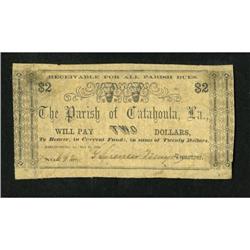 RECEIVABLE FOR ALL PARISH DUES.
$2 $2
The Parish of Catahoula, La.,
WILL PAY TWO DOLLARS,
To Bearer, in Current Funds, in sums of Twenty Dollars.
No.